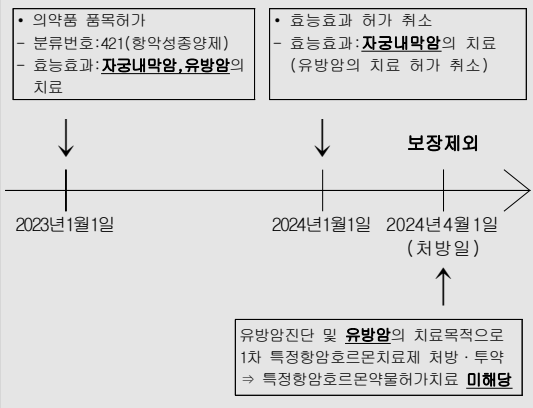 • 의약품 품목허가
- 분류번호:421(항악성종양제)
- 효능효과:자궁내막암,유방암의
치료
• 효능효과 허가 취소
- 효능효과:자궁내막암의 치료
(유방암의 치료 허가 취소)
보장제외
2023년1월1일
2024년1월1일
2024년4월1일
(처방일)
유방암진단 및 유방암의 치료목적으로
1차 특정항암호르몬치료제 처방·투약
⇒ 특정항암호르몬약물허가치료 미해당